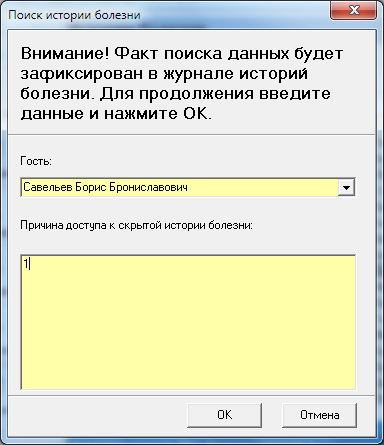 Поиск истории болезни
Внимание! Факт поиска данных будет
зафиксирован в журнале историй
болезни. Для продолжения введите
данные и нажмите ОК.
Гость:
Савельев Борис Брониславович
Причина доступа к скрытой истории болезни:
1
OK
Отмена